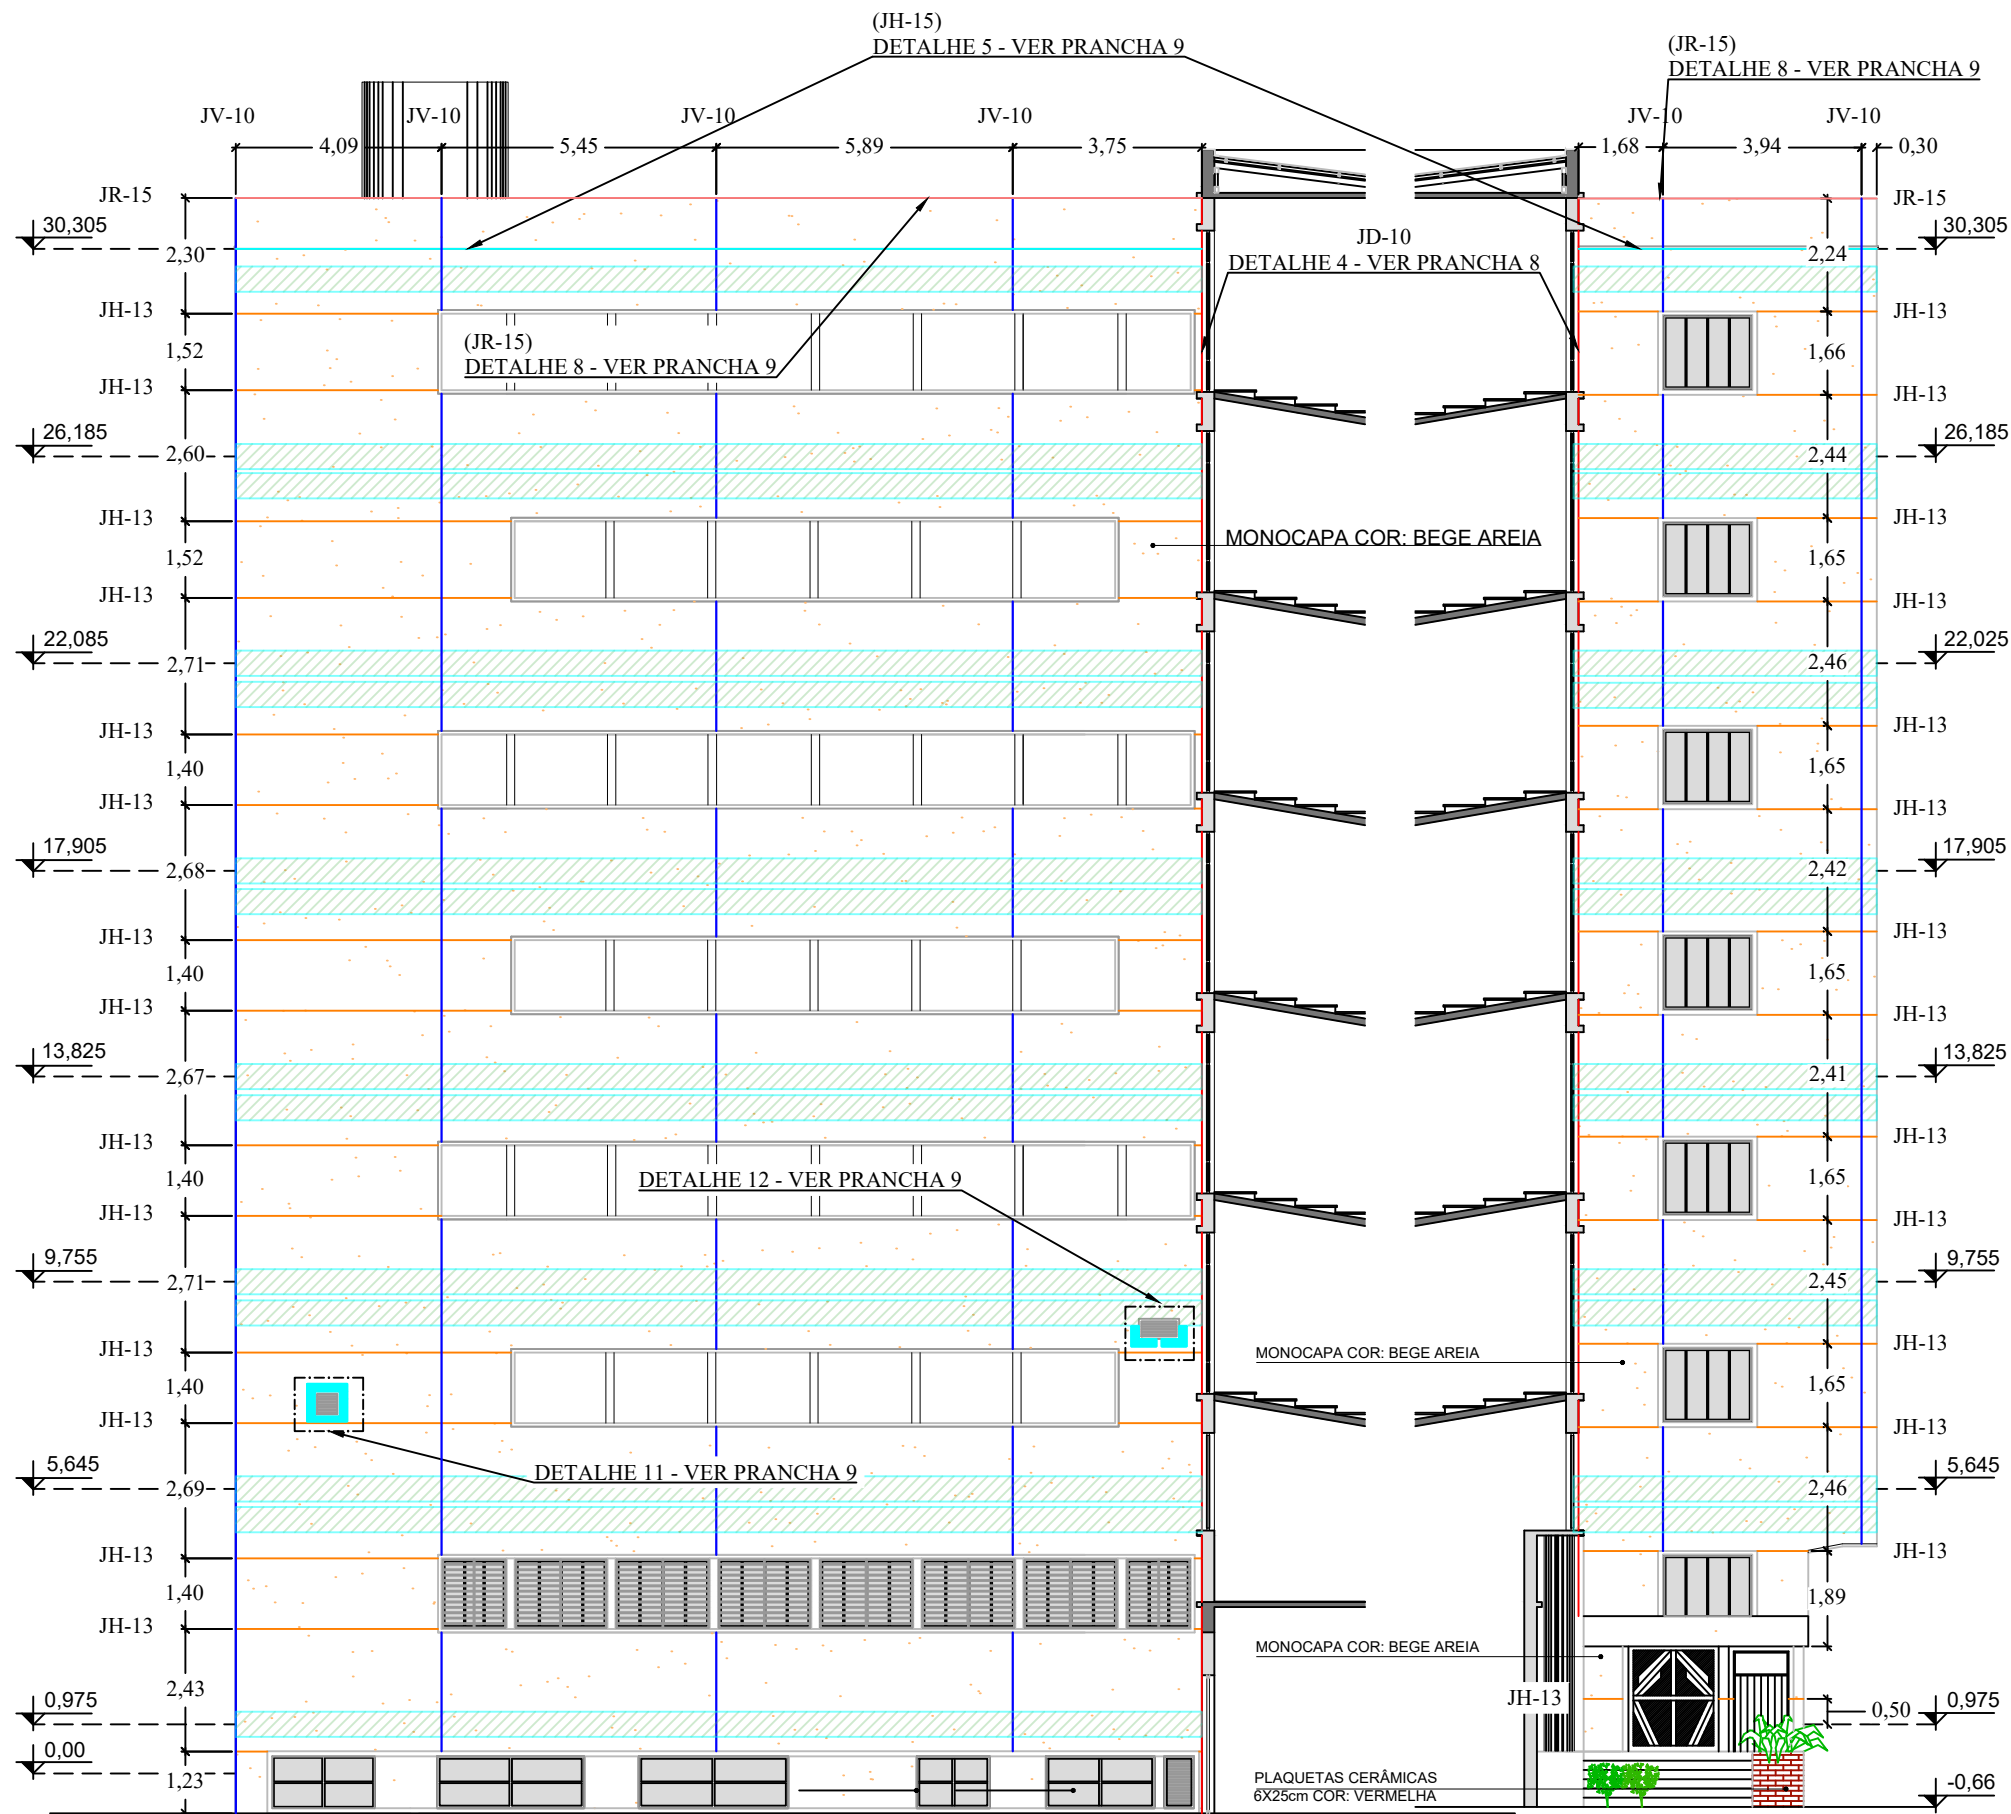 (JH-15)
DETALHE 5 - VER PRANCHA 9
(JR-15)
DETALHE 8 - VER PRANCHA 9
JV-10 JV-10 JV-10 JV-10 JV-10 JV-10
4,09 5,45 5,89 3,75 1,68 3,94 0,30
JR-15 JR-15
30,305 30,305
JD-10
2,30 2,24
DETALHE 4 - VER PRANCHA 8
JH-13 JH-13
(JR-15)
1,52 1,66
DETALHE 8 - VER PRANCHA 9
JH-13 JH-13
26,185 26,185
2,60 2,44
JH-13 JH-13
MONOCAPA COR: BEGE AREIA
1,52 1,65
JH-13 JH-13
22,085 22,025
2,71 2,46
JH-13 JH-13
1,40 1,65
JH-13 JH-13
17,905 17,905
2,68 2,42
JH-13 JH-13
1,40 1,65
JH-13 JH-13
13,825 13,825
2,67 2,41
JH-13 JH-13
1,40 1,65
DETALHE 12 - VER PRANCHA 9
JH-13 JH-13
9,755 9,755
2,71 2,45
JH-13 JH-13
MONOCAPA COR: BEGE AREIA
1,40 1,65
JH-13 JH-13
5,645 5,645
DETALHE 11 - VER PRANCHA 9
2,69 2,46
JH-13 JH-13
1,40 1,89
JH-13
MONOCAPA COR: BEGE AREIA
2,43 JH-13
0,975 0,50 0,975
0,00
1,23
PLAQUETAS CERÂMICAS
6X25cm COR: VERMELHA
-0,66